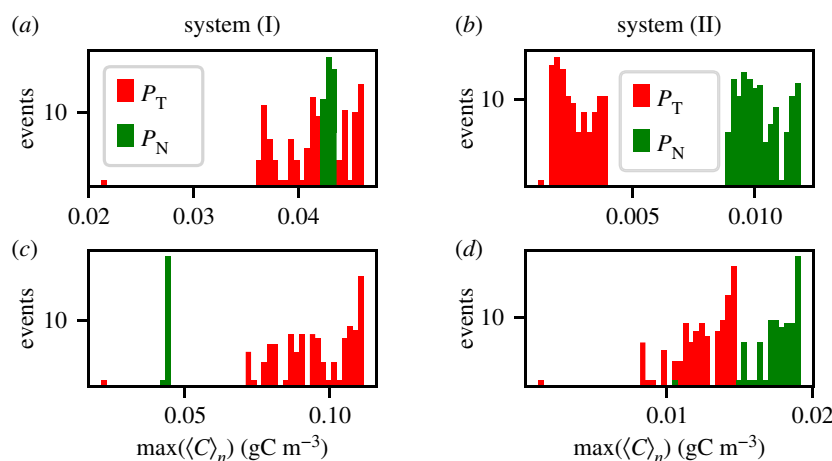 (a) system (I) (b) system (II)
events 10 P_T P_N
events 10 P_T P_N
0.02 0.03 0.04
0.005 0.010
(c) (d)
events 10
events 10
0.05 0.10
0.01 0.02
max(⟨C⟩_n) (gC m⁻³)
max(⟨C⟩_n) (gC m⁻³)